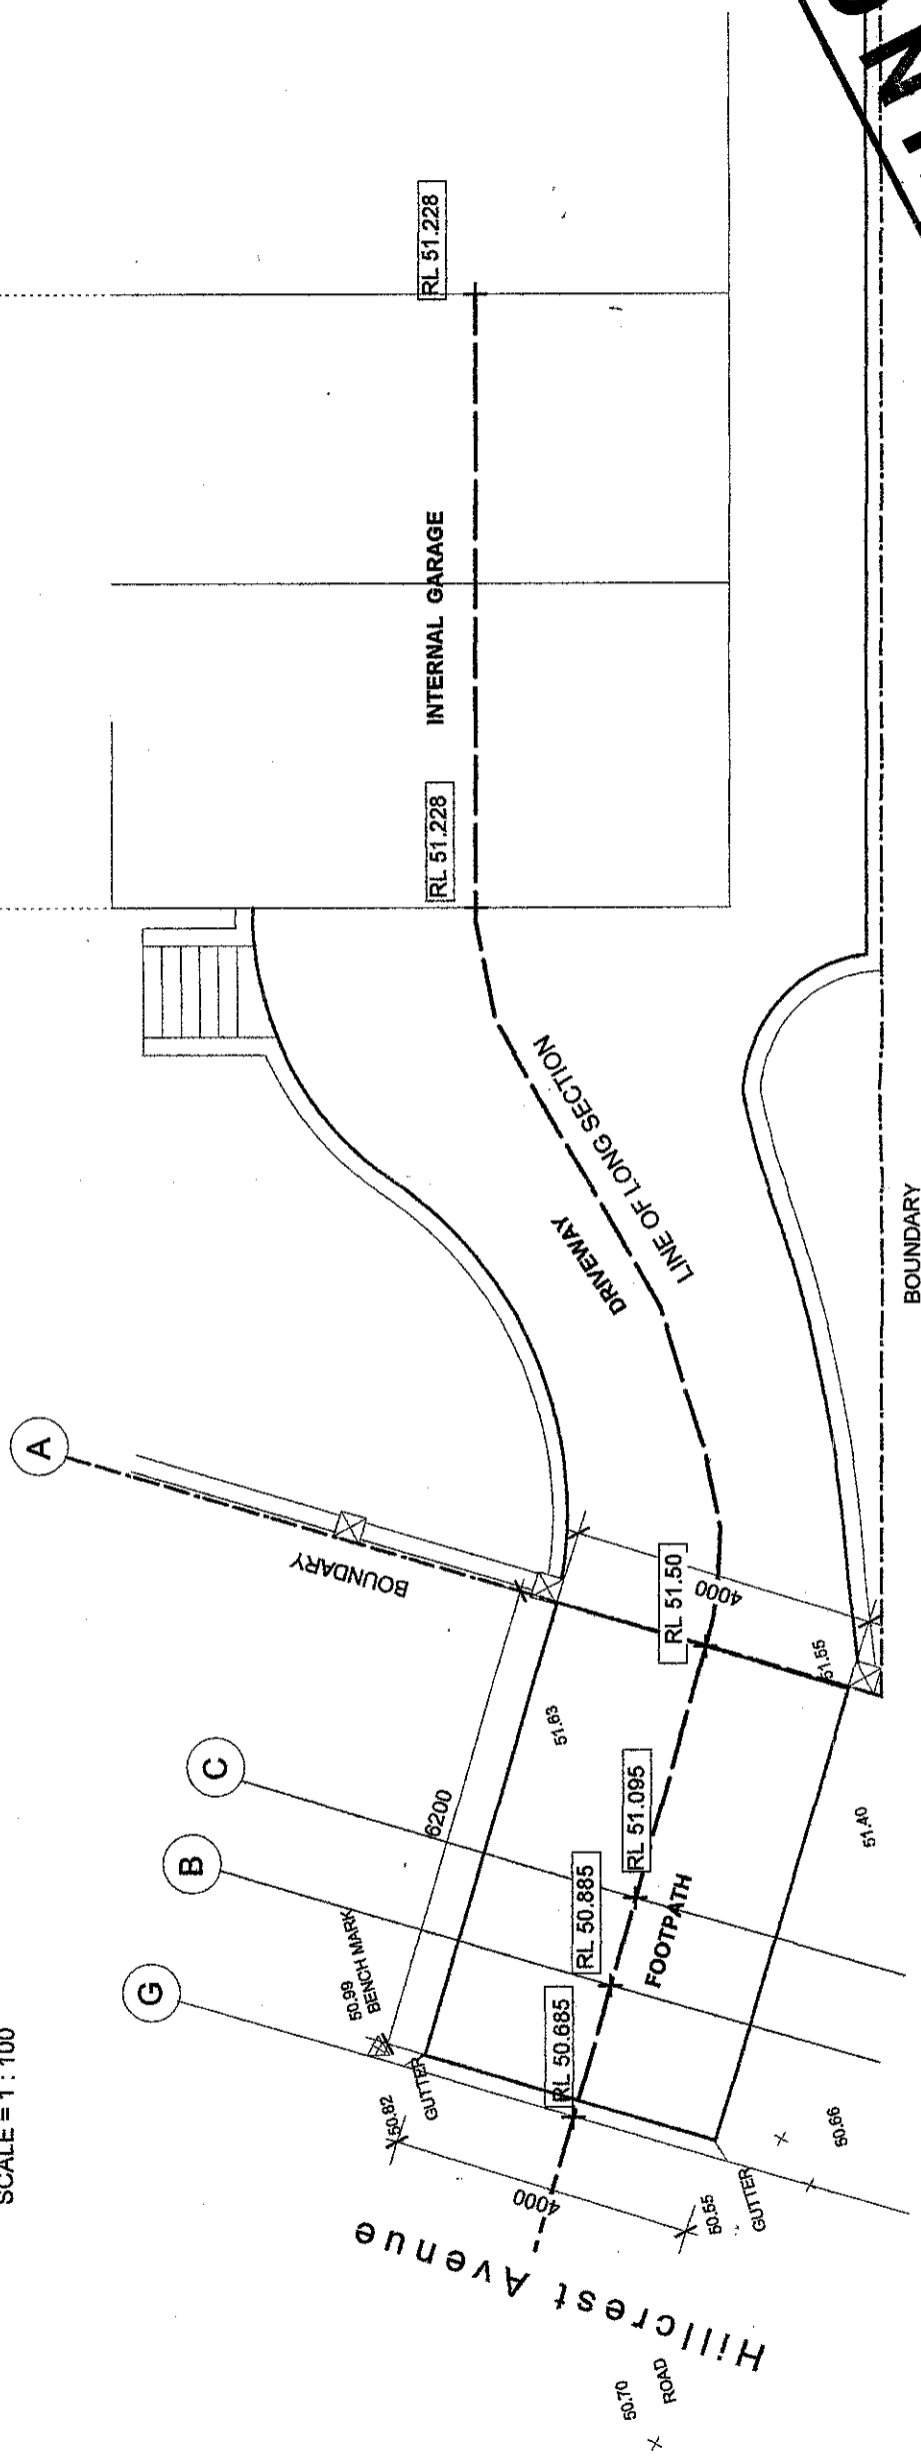 SCALE = 1 : 100
RL 51.228
INTERNAL GARAGE
RL 51.228
LINE OF LONG SECTION
DRIVEWAY
A
BOUNDARY
BOUNDARY
RL 51.50
4000
51.55
51.63
C
6200
RL 51.095
51.40
B
RL 50.885
FOOTPATH
G
50.99
BENCH MARK
RL 50.685
50.82
GUTTER
4000
50.66
50.55
GUTTER
Hillcrest Avenue
50.70
ROAD